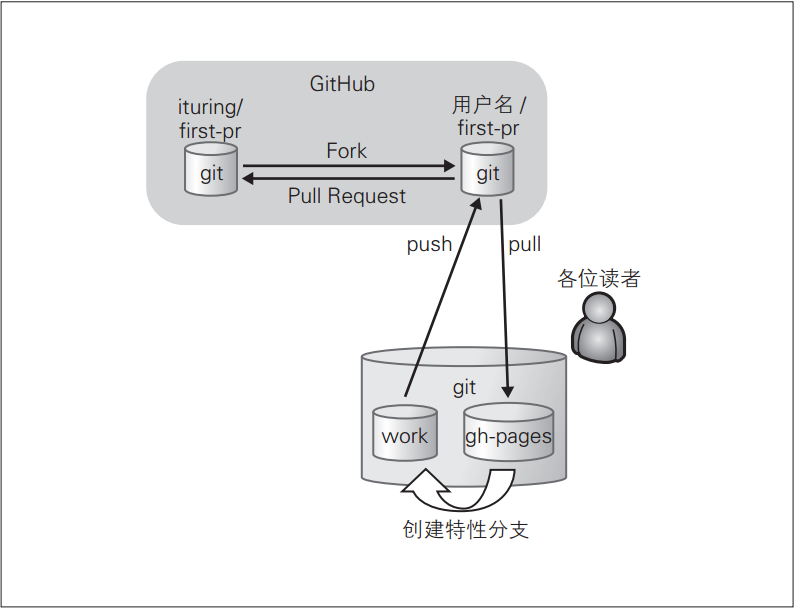 GitHub
ituring/
first-pr
git
用户名 /
first-pr
git
Fork
Pull Request
push
pull
各位读者
git
work
gh-pages
创建特性分支